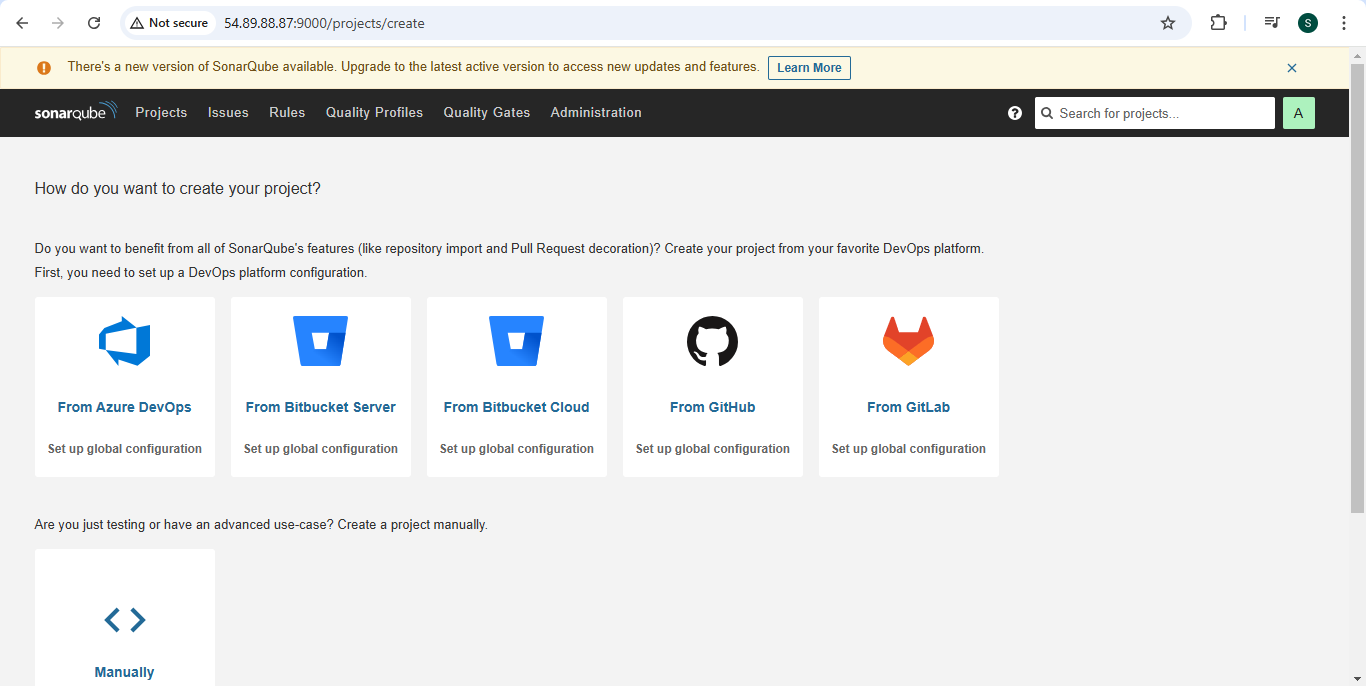 Not secure 54.89.88.87:9000/projects/create S
There's a new version of SonarQube available. Upgrade to the latest active version to access new updates and features. Learn More
sonarqube Projects Issues Rules Quality Profiles Quality Gates Administration ? Search for projects... A
How do you want to create your project?
Do you want to benefit from all of SonarQube's features (like repository import and Pull Request decoration)? Create your project from your favorite DevOps platform.
First, you need to set up a DevOps platform configuration.
From Azure DevOps From Bitbucket Server From Bitbucket Cloud From GitHub From GitLab
Set up global configuration Set up global configuration Set up global configuration Set up global configuration Set up global configuration
Are you just testing or have an advanced use-case? Create a project manually.
Manually